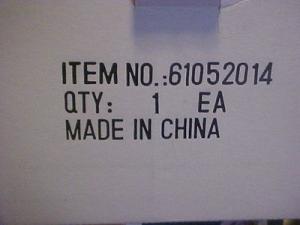 ITEM NO.:61052014
QTY: 1 EA
MADE IN CHINA